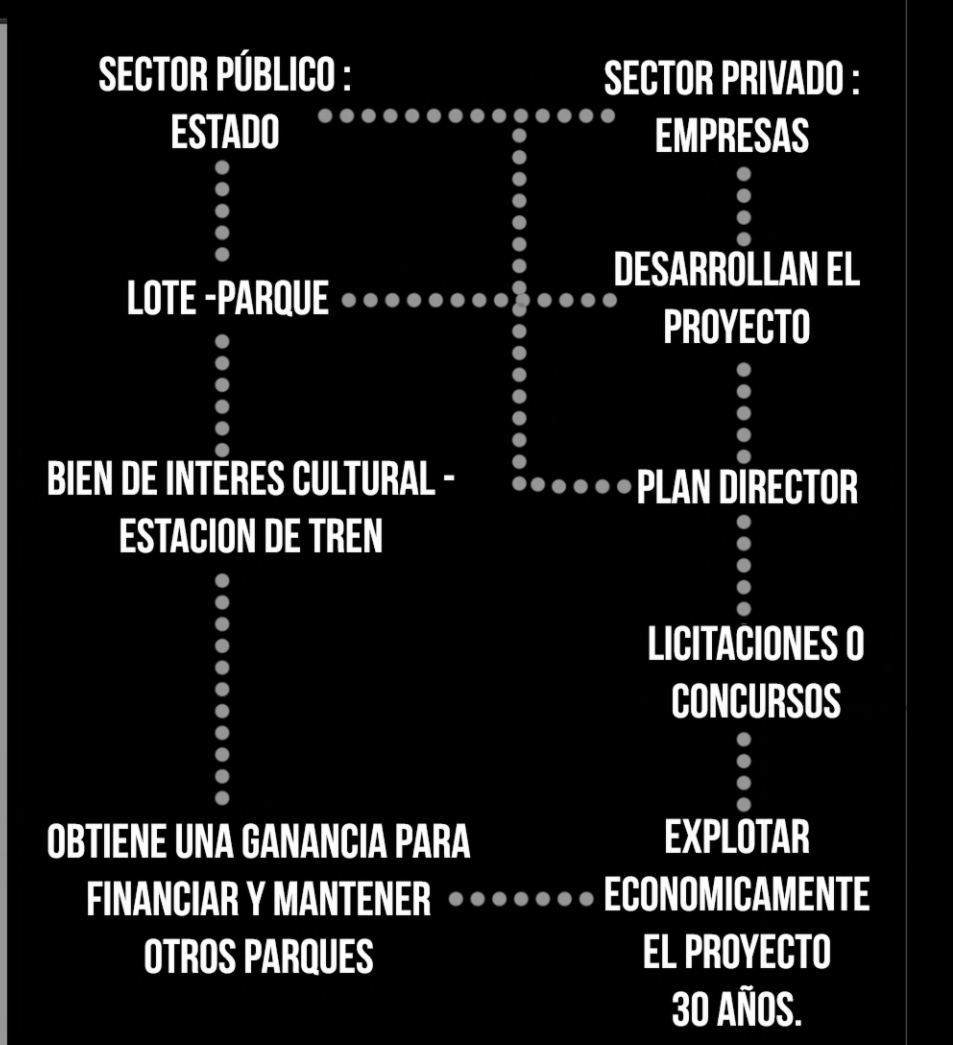 SECTOR PÚBLICO :
ESTADO
SECTOR PRIVADO :
EMPRESAS
LOTE -PARQUE
DESARROLLAN EL
PROYECTO
BIEN DE INTERES CULTURAL -
ESTACION DE TREN
PLAN DIRECTOR
LICITACIONES O
CONCURSOS
OBTIENE UNA GANANCIA PARA
FINANCIAR Y MANTENER
OTROS PARQUES
EXPLOTAR
ECONOMICAMENTE
EL PROYECTO
30 AÑOS.